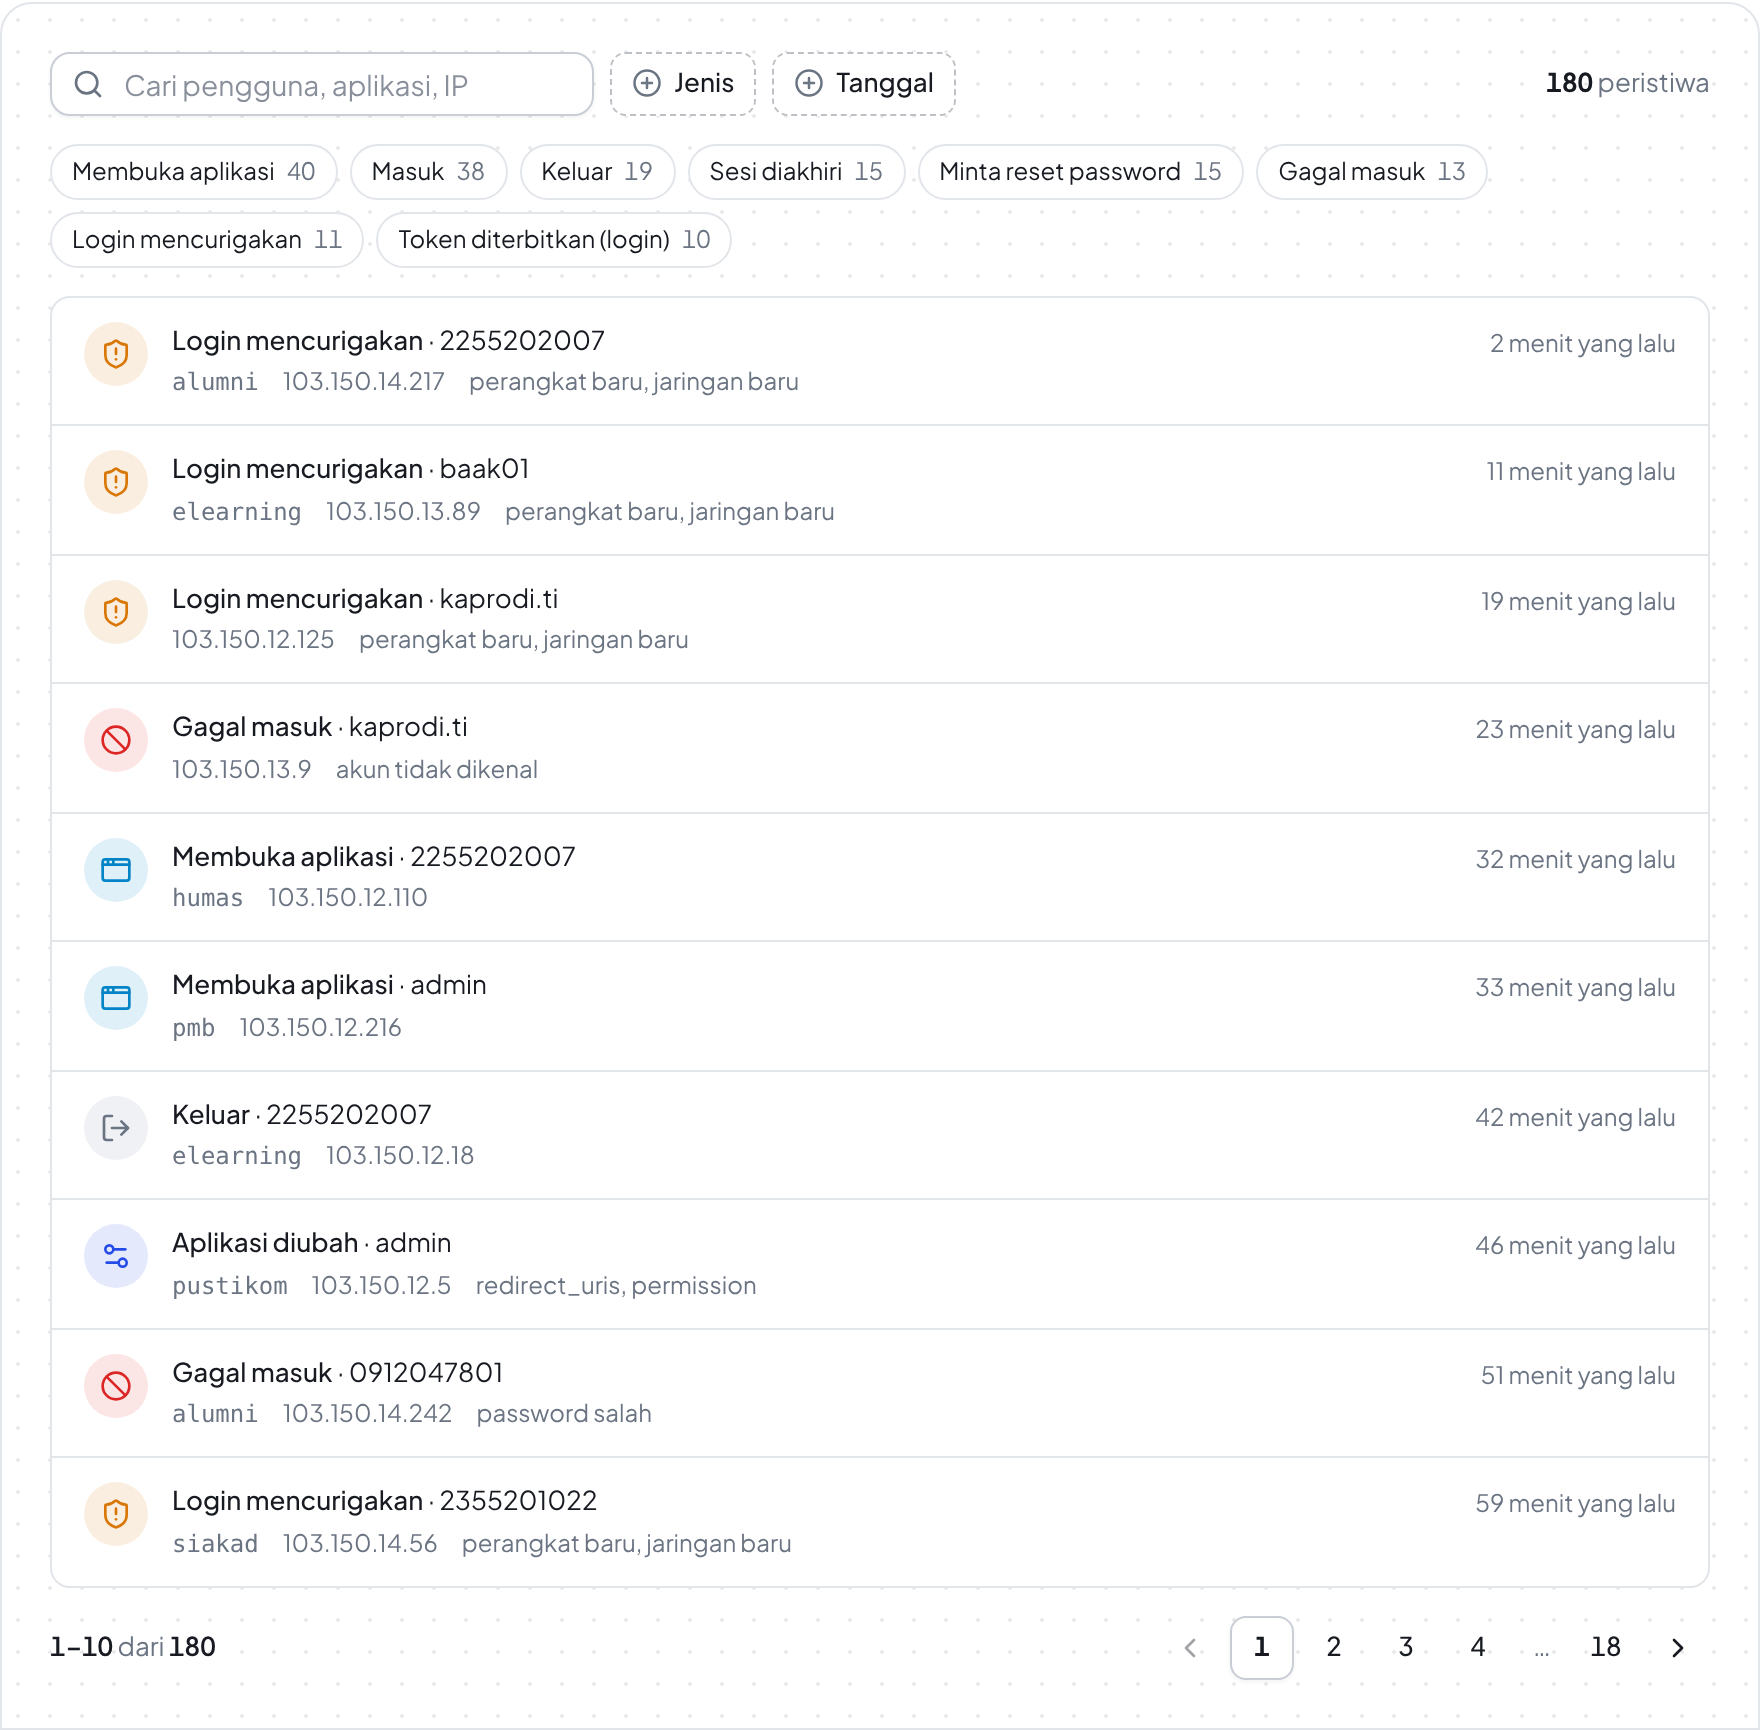 Cari pengguna, aplikasi, IP
Jenis
Tanggal
180 peristiwa
Membuka aplikasi 40
Masuk 38
Keluar 19
Sesi diakhiri 15
Minta reset password 15
Gagal masuk 13
Login mencurigakan 11
Token diterbitkan (login) 10
Login mencurigakan · 2255202007
2 menit yang lalu
alumni 103.150.14.217 perangkat baru, jaringan baru
Login mencurigakan · baak01
11 menit yang lalu
elearning 103.150.13.89 perangkat baru, jaringan baru
Login mencurigakan · kaprodi.ti
19 menit yang lalu
103.150.12.125 perangkat baru, jaringan baru
Gagal masuk · kaprodi.ti
23 menit yang lalu
103.150.13.9 akun tidak dikenal
Membuka aplikasi · 2255202007
32 menit yang lalu
humas 103.150.12.110
Membuka aplikasi · admin
33 menit yang lalu
pmb 103.150.12.216
Keluar · 2255202007
42 menit yang lalu
elearning 103.150.12.18
Aplikasi diubah · admin
46 menit yang lalu
pustikom 103.150.12.5 redirect_uris, permission
Gagal masuk · 0912047801
51 menit yang lalu
alumni 103.150.14.242 password salah
Login mencurigakan · 2355201022
59 menit yang lalu
siakad 103.150.14.56 perangkat baru, jaringan baru
1–10 dari 180
1 2 3 4 ... 18